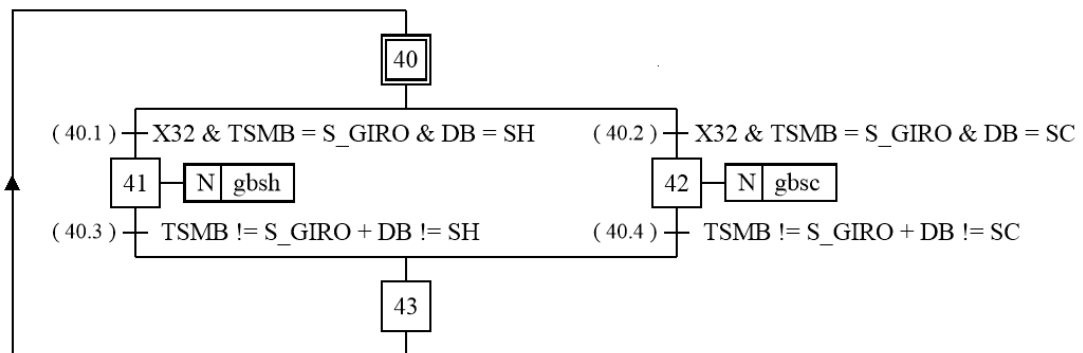 40
( 40.1 ) X32 & TSMB = S_GIRO & DB = SH
( 40.2 ) X32 & TSMB = S_GIRO & DB = SC
41 N gbsh
42 N gbsc
( 40.3 ) TSMB != S_GIRO + DB != SH
( 40.4 ) TSMB != S_GIRO + DB != SC
43